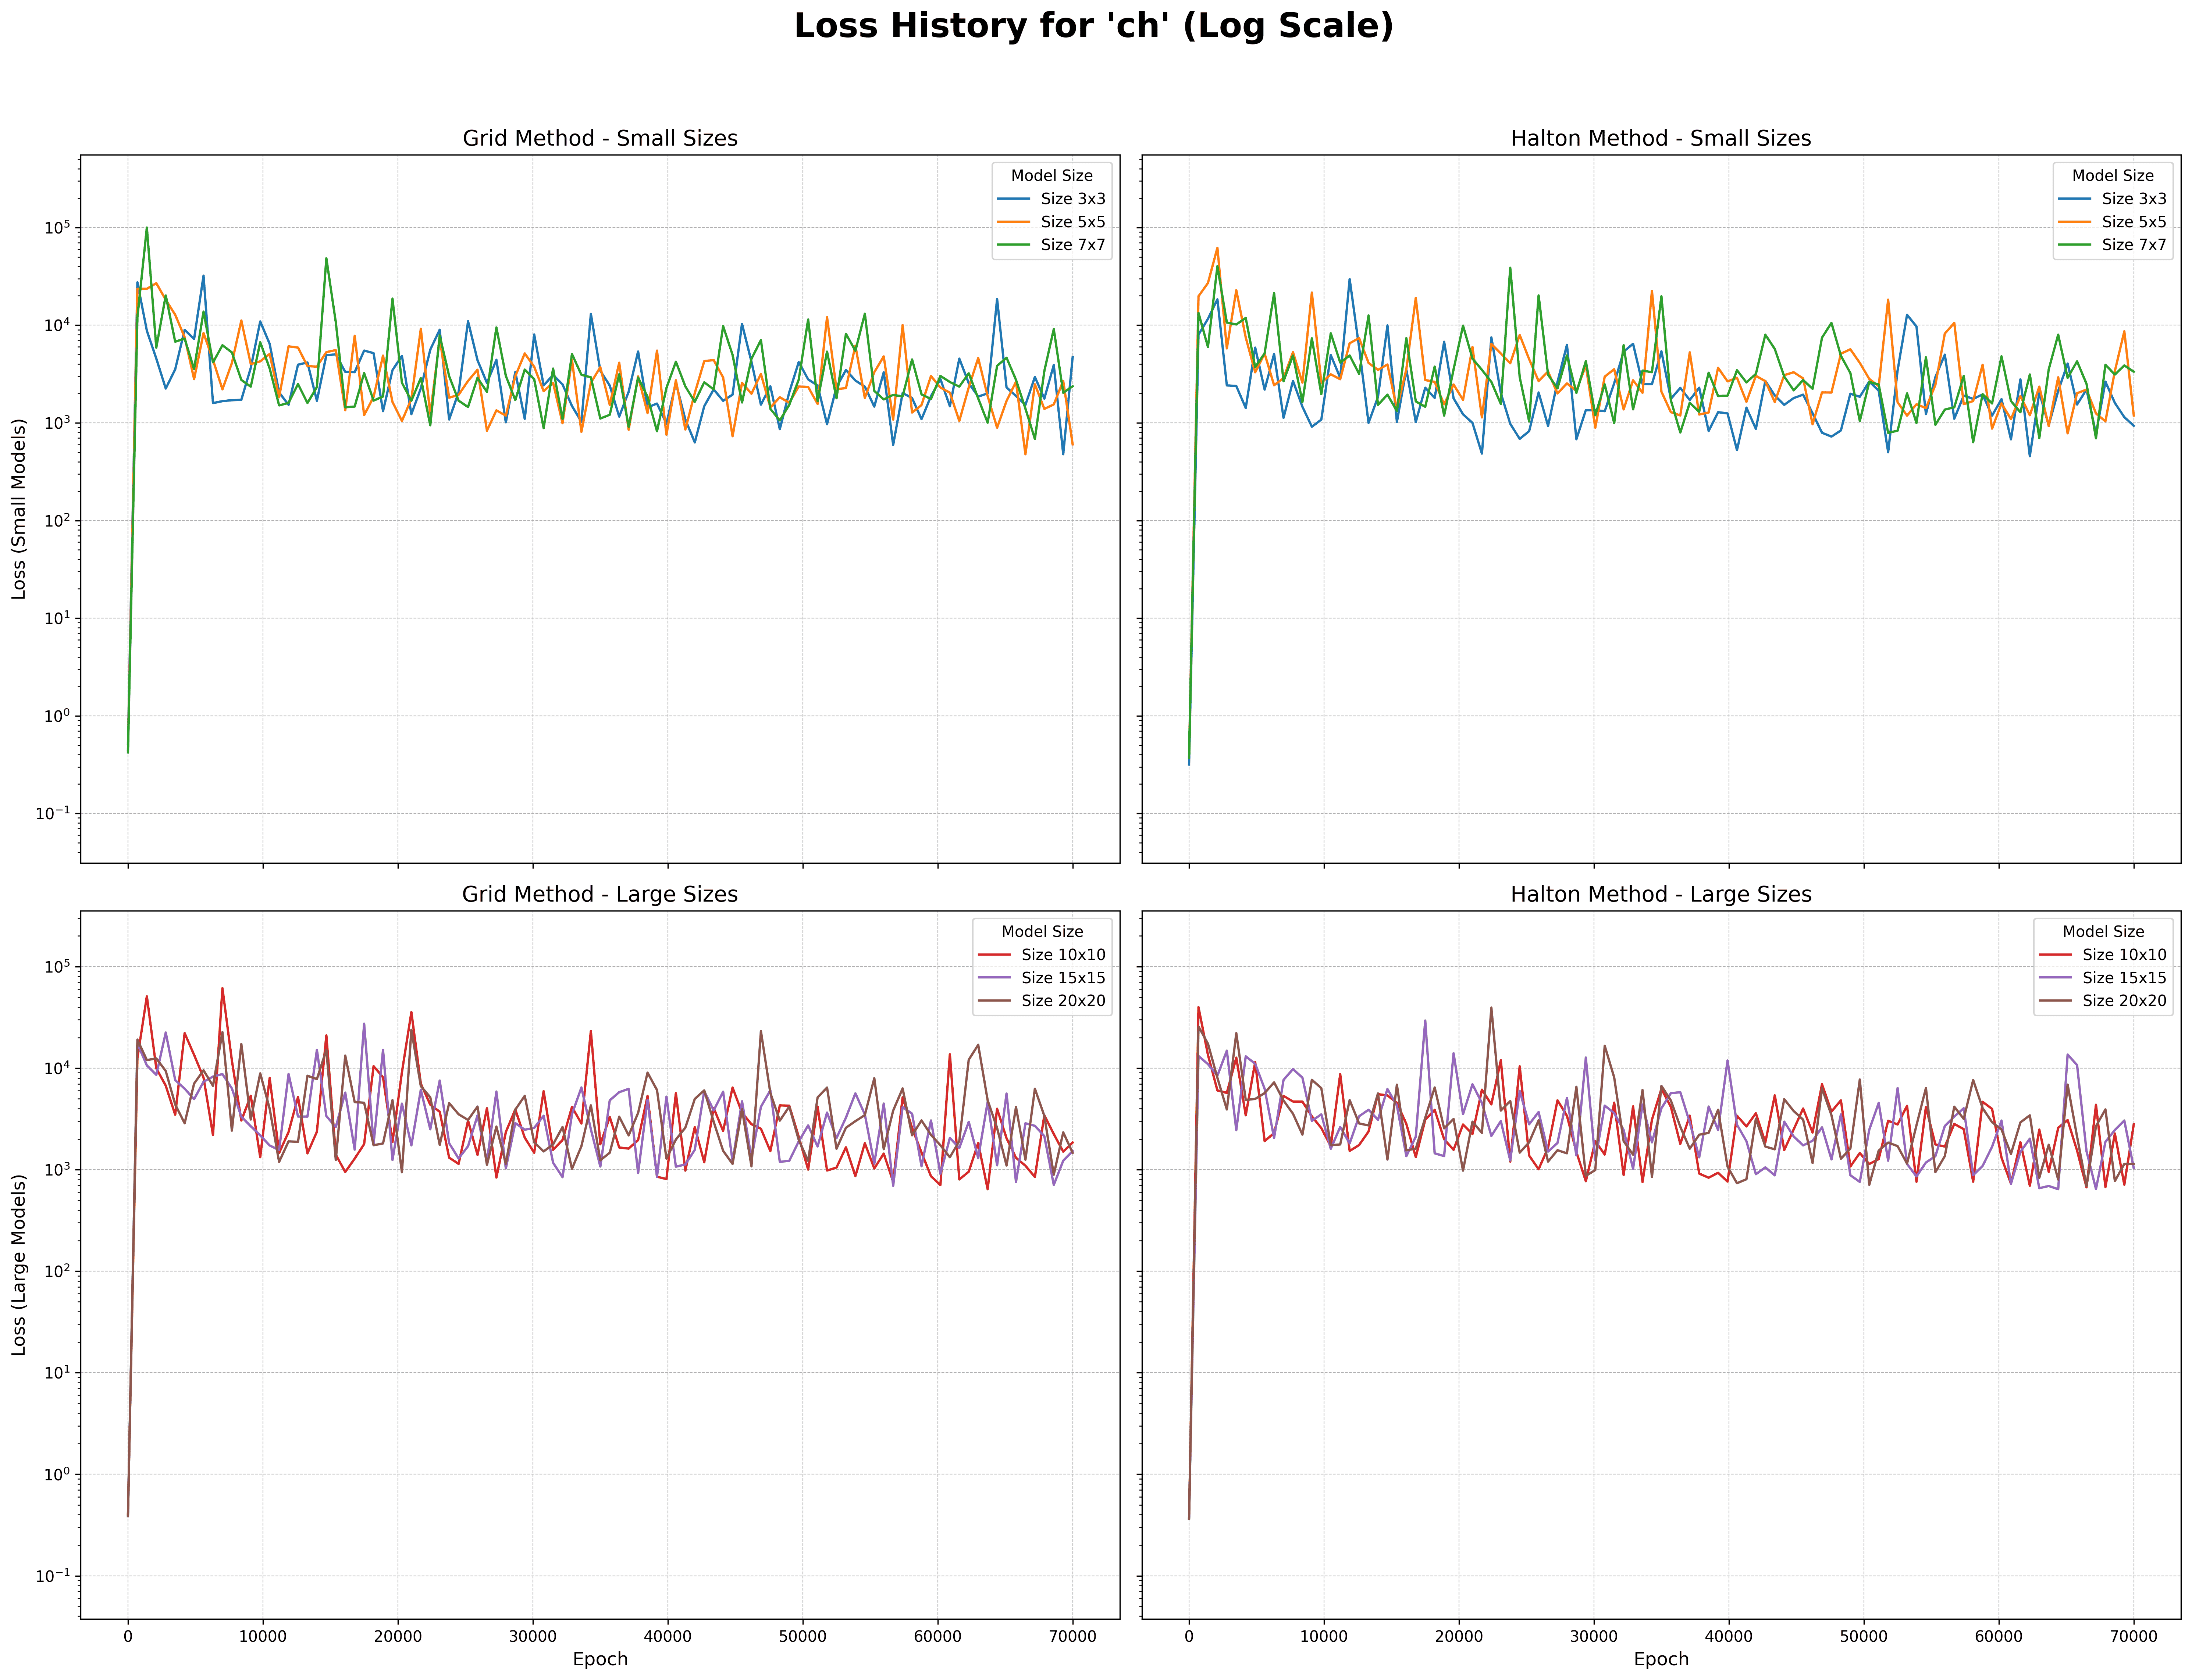 Loss History for 'ch' (Log Scale)
Grid Method - Small Sizes
Model Size
Size 3x3
Size 5x5
Size 7x7
10⁵
10⁴
10³
10²
10¹
10⁰
10⁻¹
Loss (Small Models)
Halton Method - Small Sizes
Model Size
Size 3x3
Size 5x5
Size 7x7
Grid Method - Large Sizes
Model Size
Size 10x10
Size 15x15
Size 20x20
10⁵
10⁴
10³
10²
10¹
10⁰
10⁻¹
Loss (Large Models)
0 10000 20000 30000 40000 50000 60000 70000
Epoch
Halton Method - Large Sizes
Model Size
Size 10x10
Size 15x15
Size 20x20
0 10000 20000 30000 40000 50000 60000 70000
Epoch